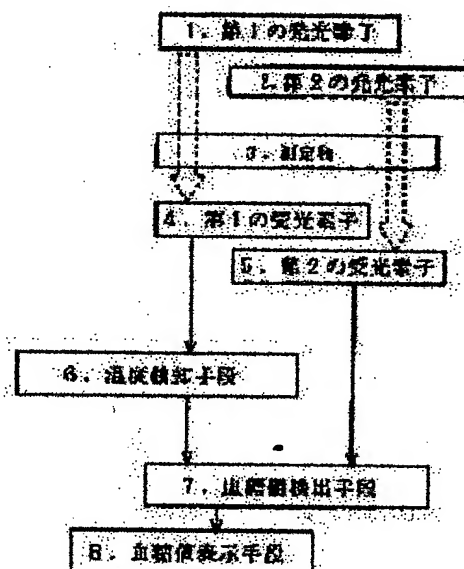 1．第1の発光素子
2．第2の発光素子
3．測定物
4．第1の受光素子
5．第2の受光素子
6．温度検知手段
7．血糖値検出手段
8．血糖値表示手段